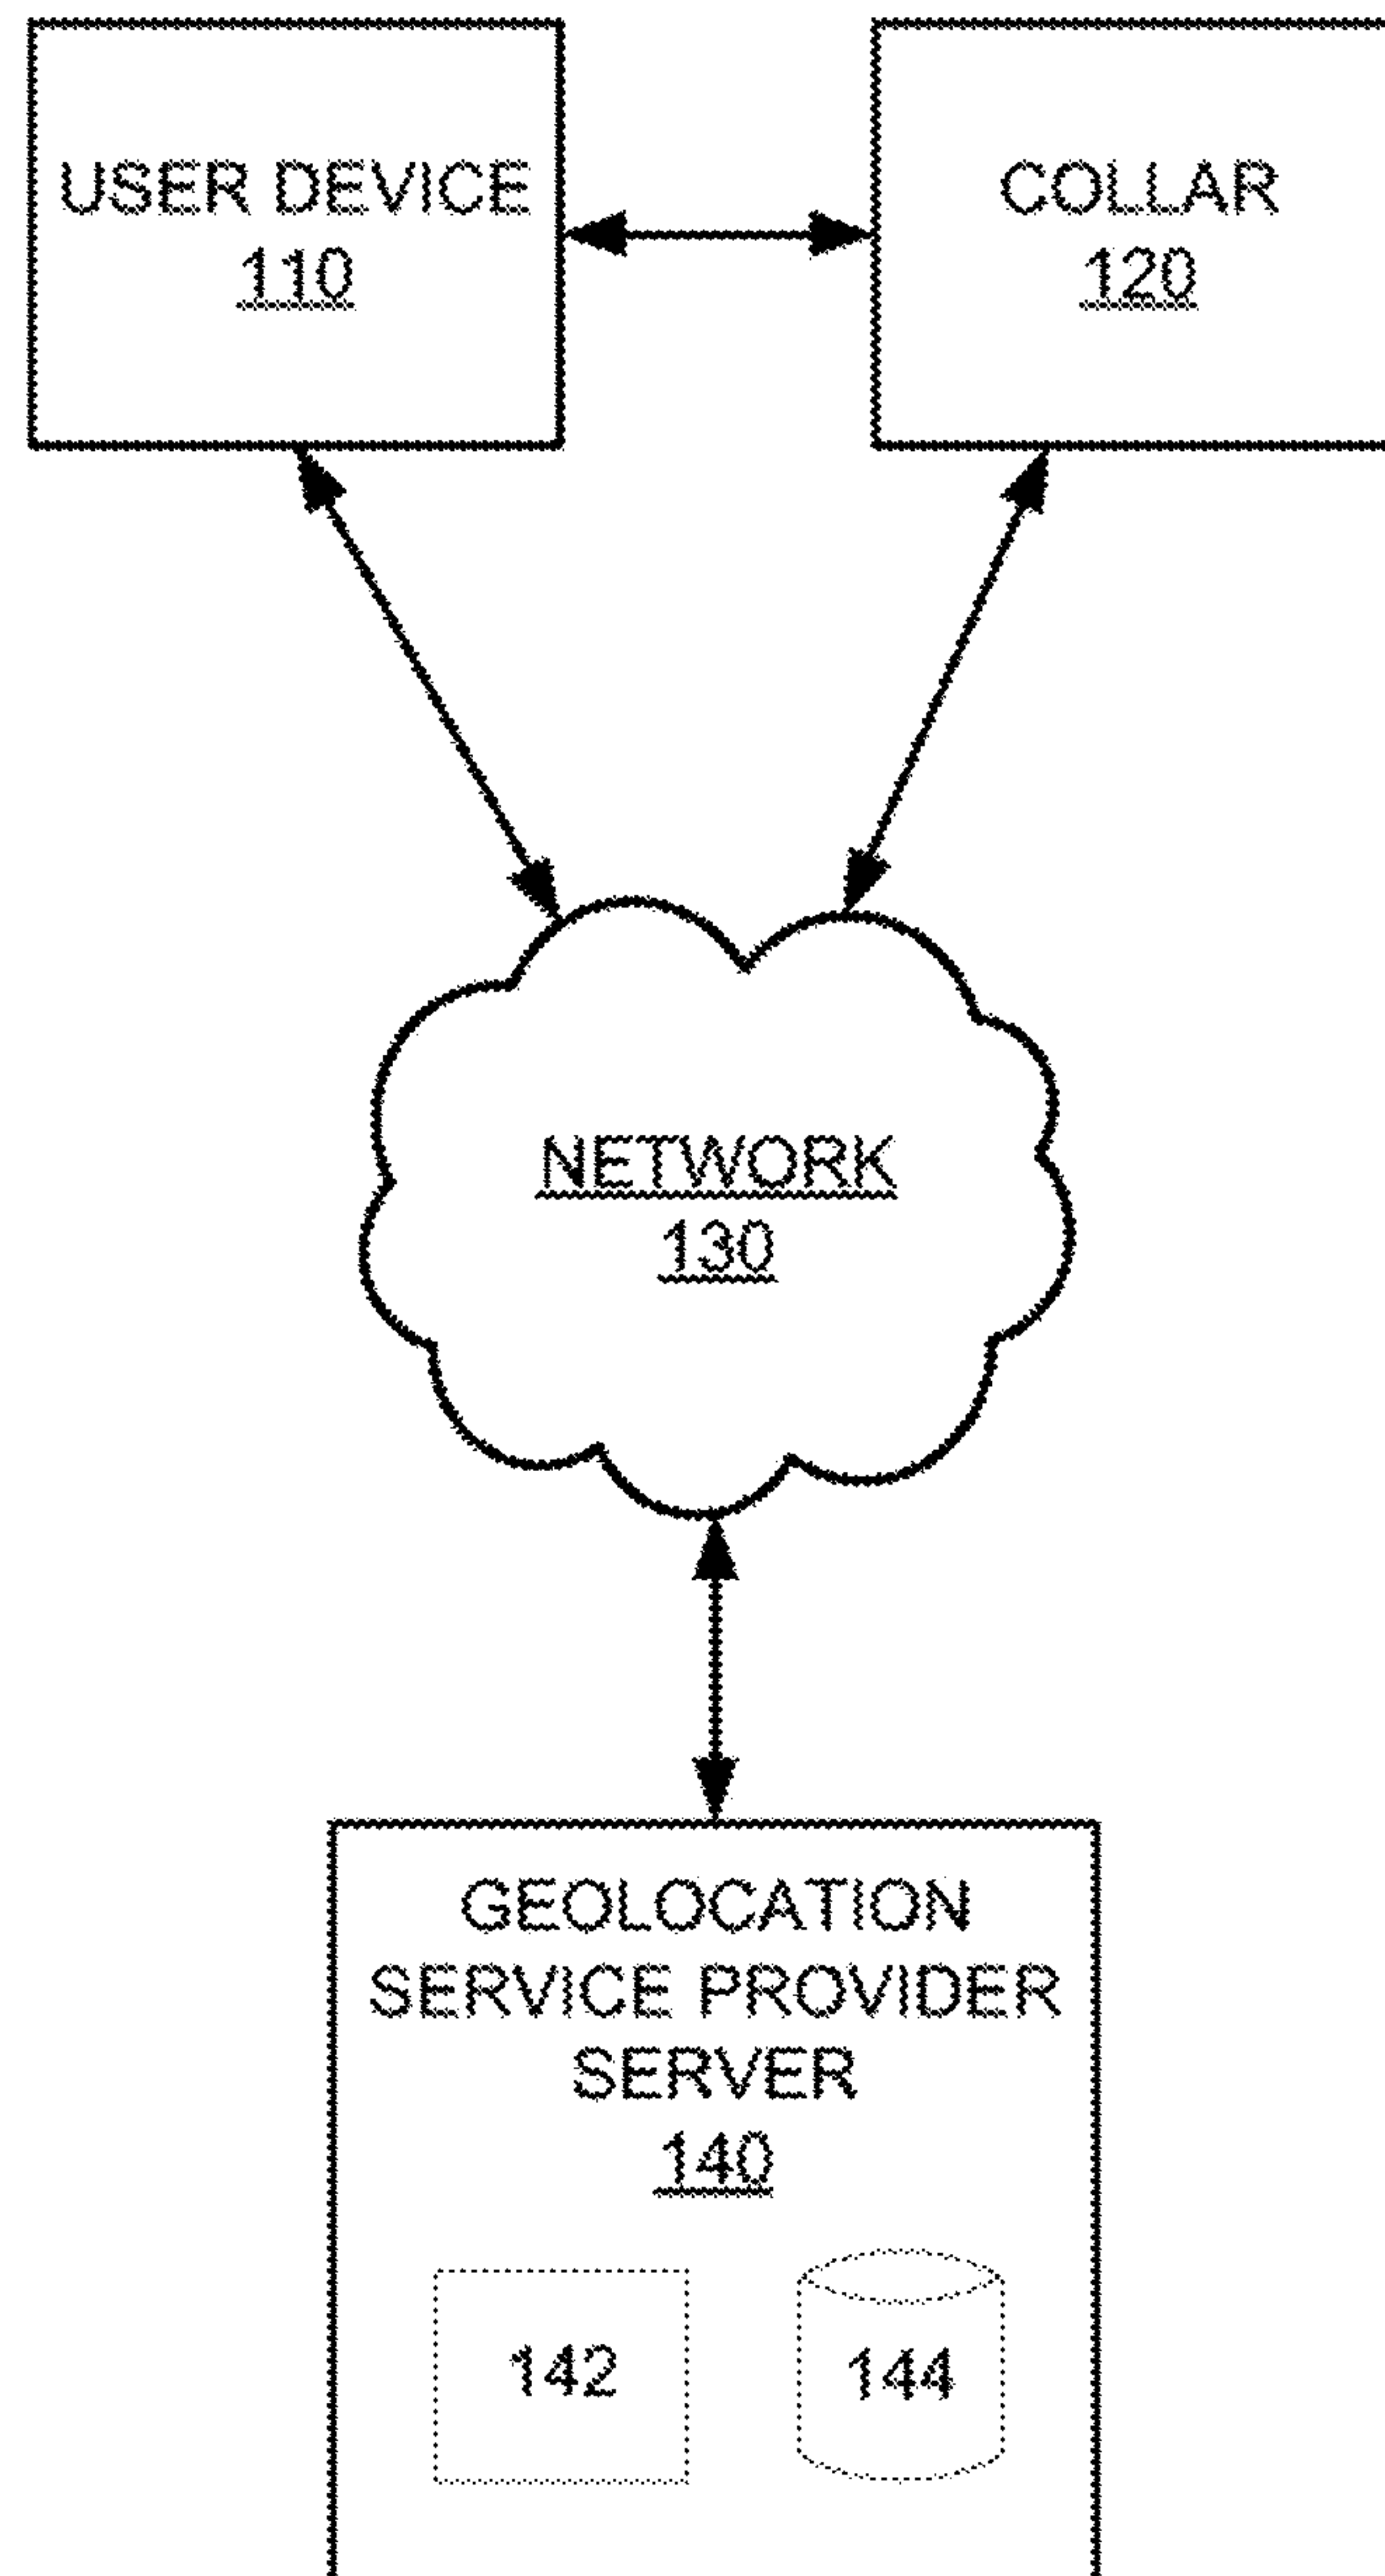 USER DEVICE
110
COLLAR
120
NETWORK
130
GEOLOCATION
SERVICE PROVIDER
SERVER
140
142
144